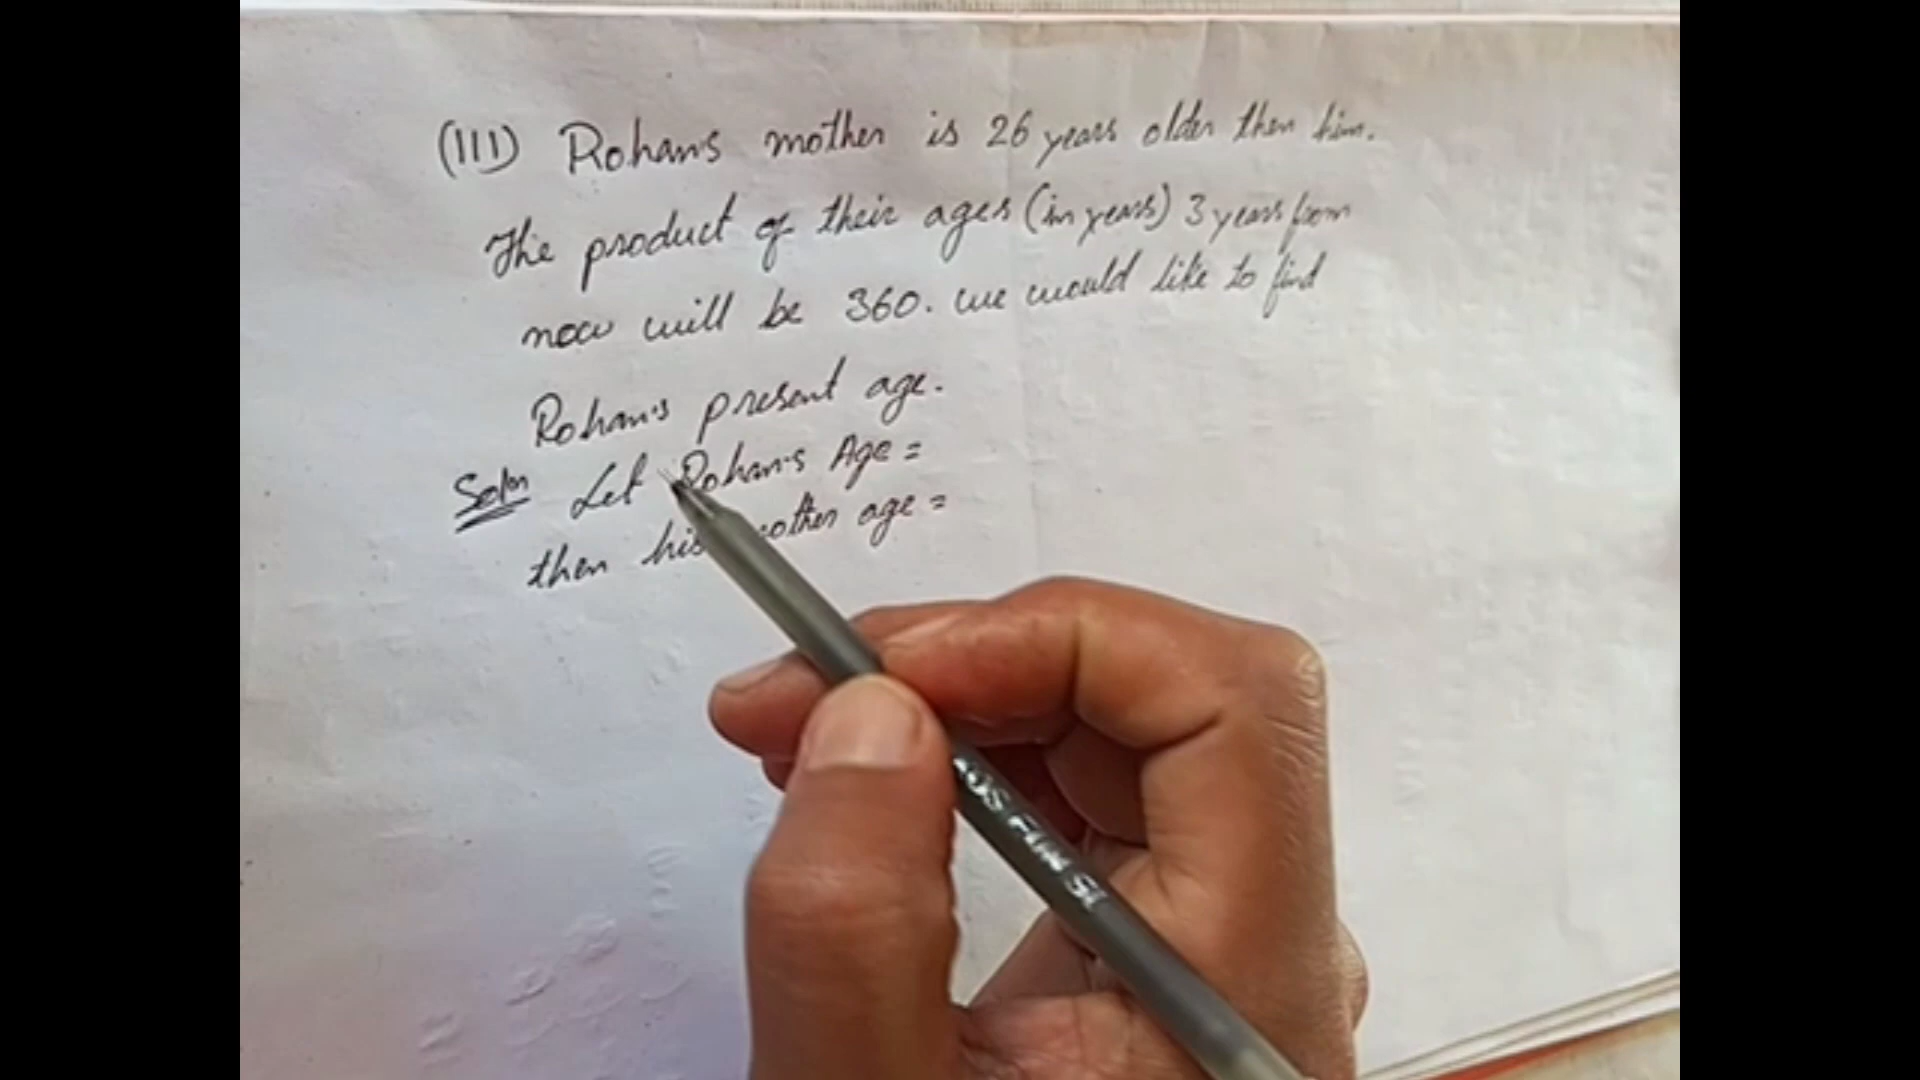 (III) Rohans mother is 26 years older then him.
The product of their ages (in years) 3 years from
now will be 360. we would like to find
Rohan's present age.
Soln Let Rohan's Age =
then his mother age =